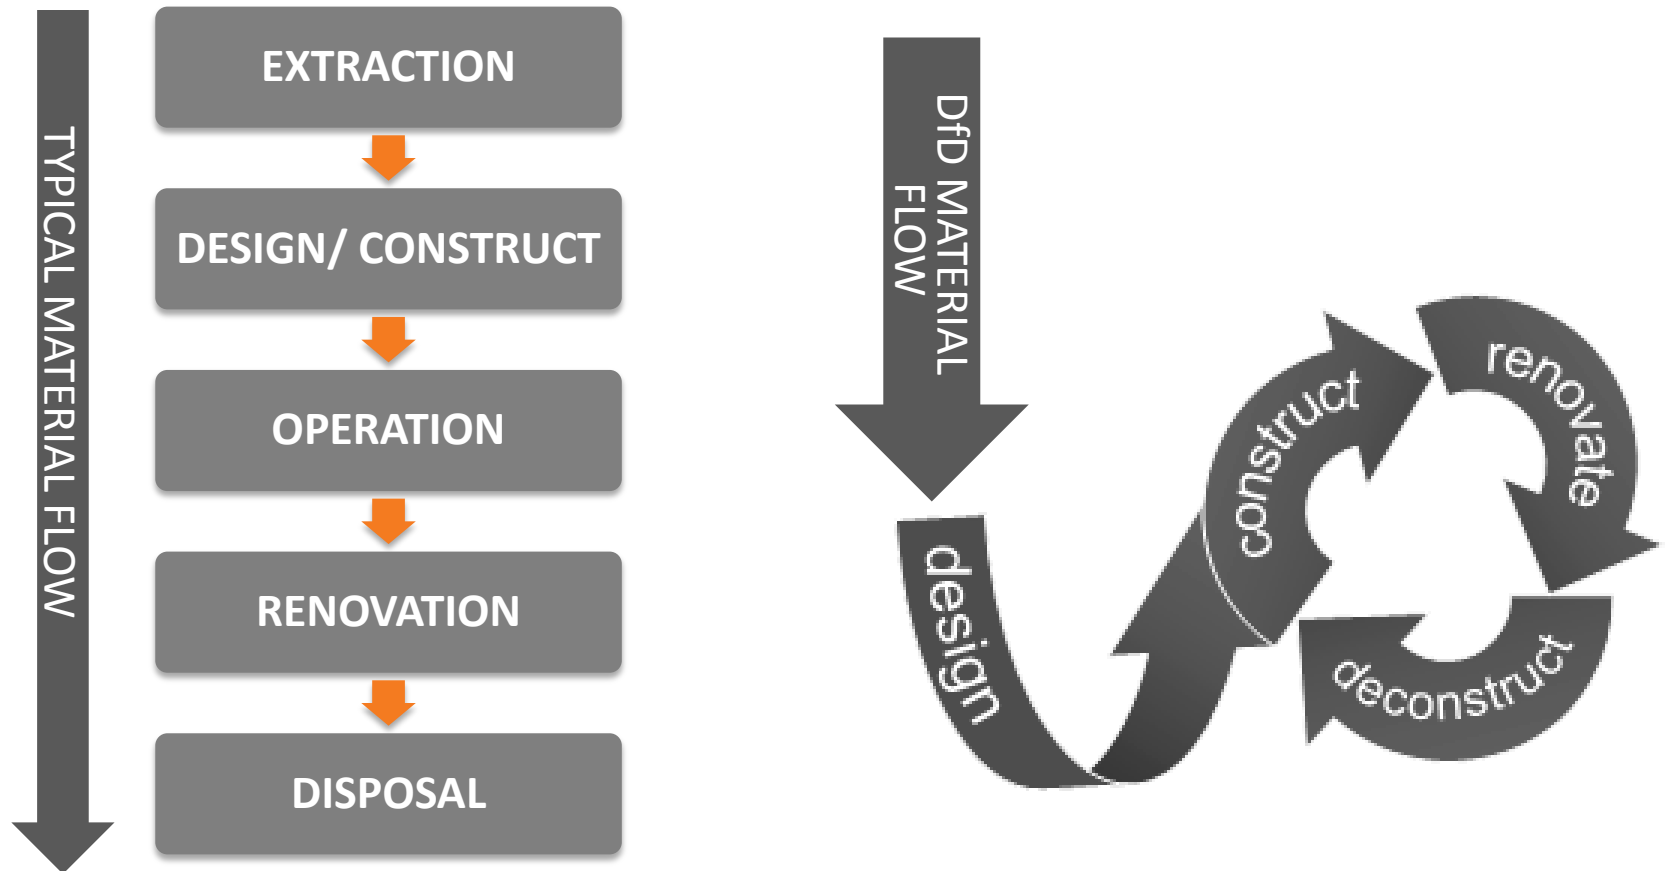 TYPICAL MATERIAL FLOW
EXTRACTION
DESIGN/ CONSTRUCT
OPERATION
RENOVATION
DISPOSAL
DfD MATERIAL
FLOW
design
construct
renovate
deconstruct